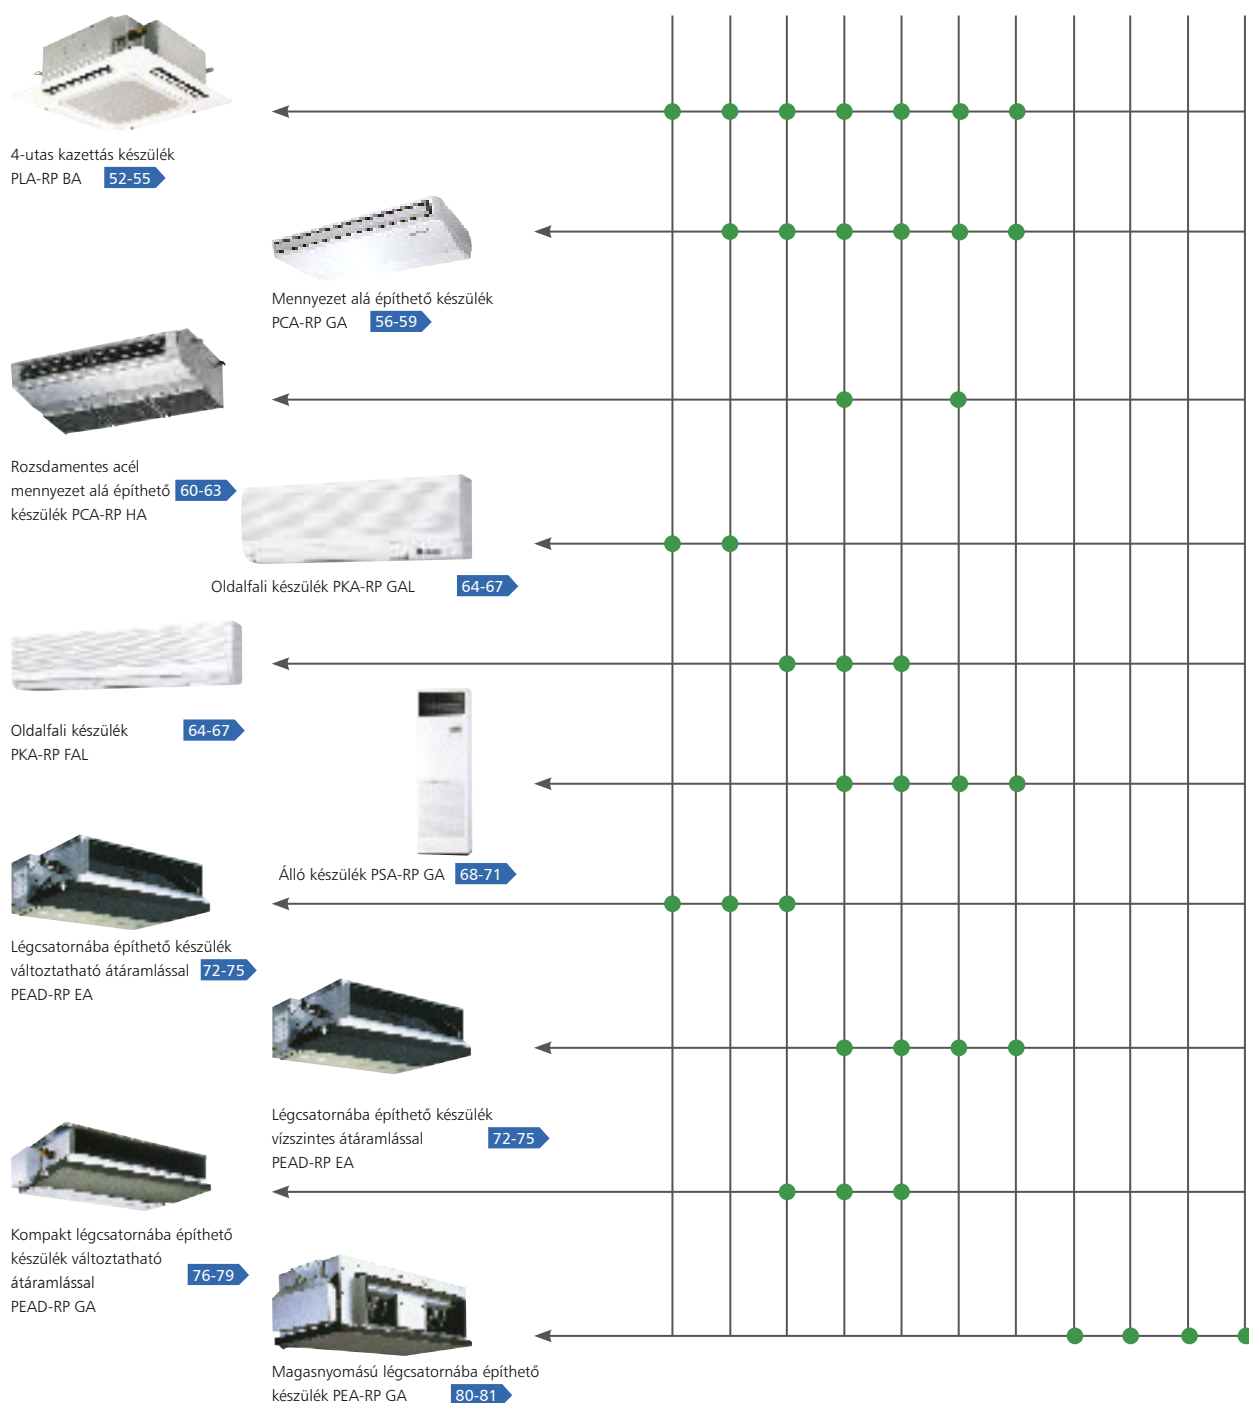 4-utas kazettás készülék
PLA-RP BA 52-55
Mennyezet alá építhető készülék
PCA-RP GA 56-59
Rozsdamentes acél
mennyezet alá építhető 60-63
készülék PCA-RP HA
Oldalfali készülék PKA-RP GAL 64-67
Oldalfali készülék 64-67
PKA-RP FAL
Álló készülék PSA-RP GA 68-71
Légcsatornába építhető készülék
változtatható átáramlással 72-75
PEAD-RP EA
Légcsatornába építhető készülék
vízszintes átáramlással 72-75
PEAD-RP EA
Kompakt légcsatornába építhető
készülék változtatható
átáramlással 76-79
PEAD-RP GA
Magasnyomású légcsatornába építhető
készülék PEA-RP GA 80-81